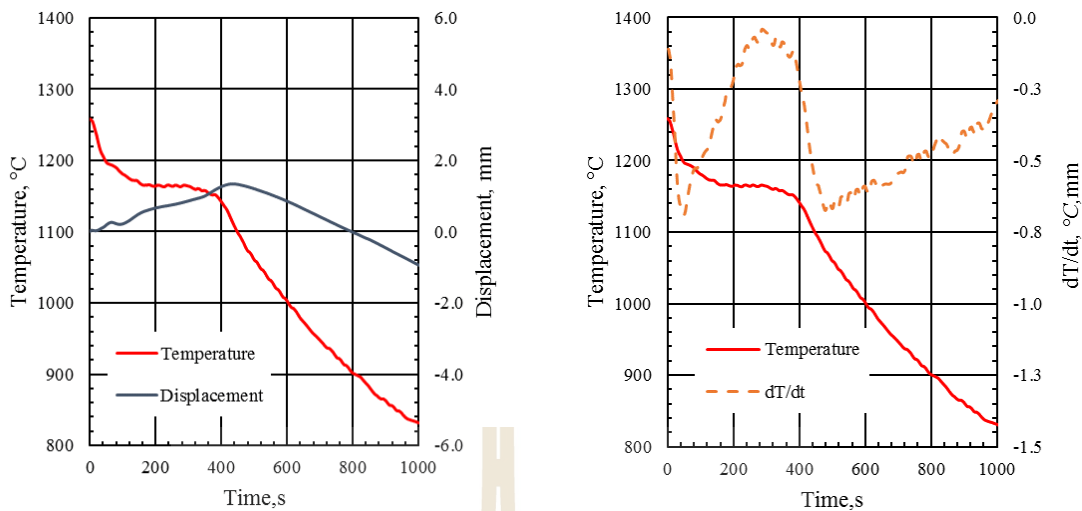 1400
1300
1200
1100
1000
900
800
Temperature, °C
6.0
4.0
2.0
0.0
-2.0
-4.0
-6.0
Displacement, mm
Temperature
Displacement
0 200 400 600 800 1000
Time,s
1400
1300
1200
1100
1000
900
800
Temperature, °C
0.0
-0.3
-0.5
-0.8
-1.0
-1.3
-1.5
dT/dt, °C,mm
Temperature
dT/dt
0 200 400 600 800 1000
Time,s